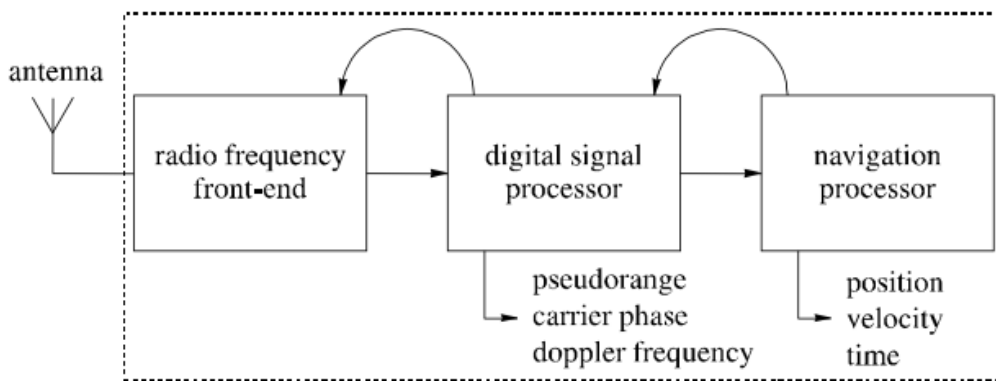 antenna
radio frequency
front-end
digital signal
processor
navigation
processor
pseudorange
carrier phase
doppler frequency
position
velocity
time